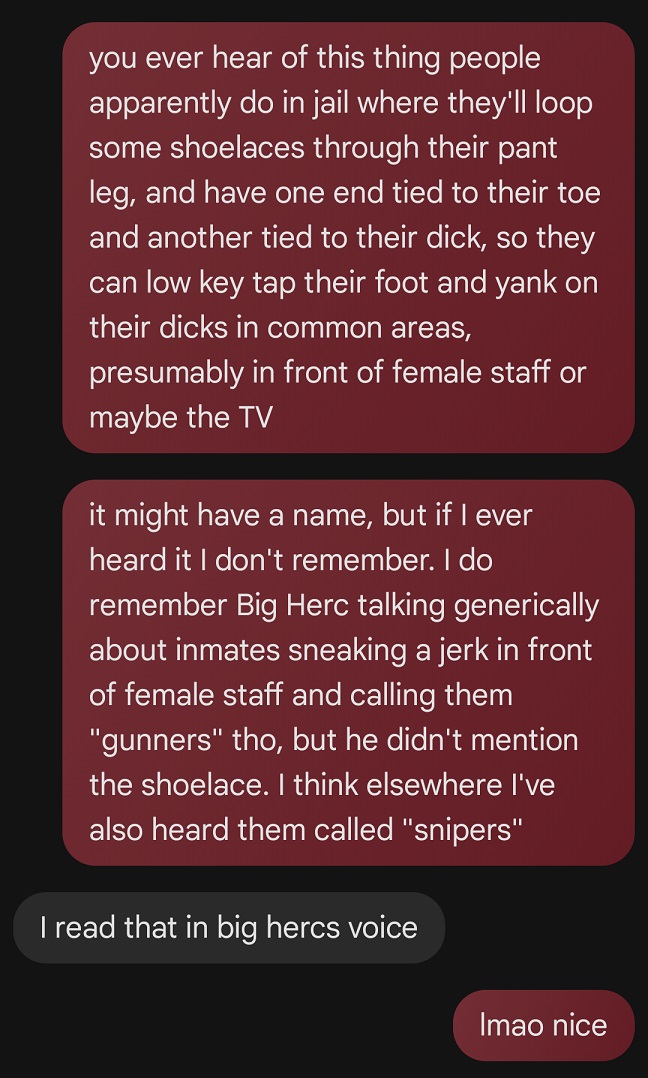 you ever hear of this thing people
apparently do in jail where they'll loop
some shoelaces through their pant
leg, and have one end tied to their toe
and another tied to their dick, so they
can low key tap their foot and yank on
their dicks in common areas,
presumably in front of female staff or
maybe the TV
it might have a name, but if I ever
heard it I don't remember. I do
remember Big Herc talking generically
about inmates sneaking a jerk in front
of female staff and calling them
"gunners" tho, but he didn't mention
the shoelace. I think elsewhere I've
also heard them called "snipers"
I read that in big hercs voice
lmao nice